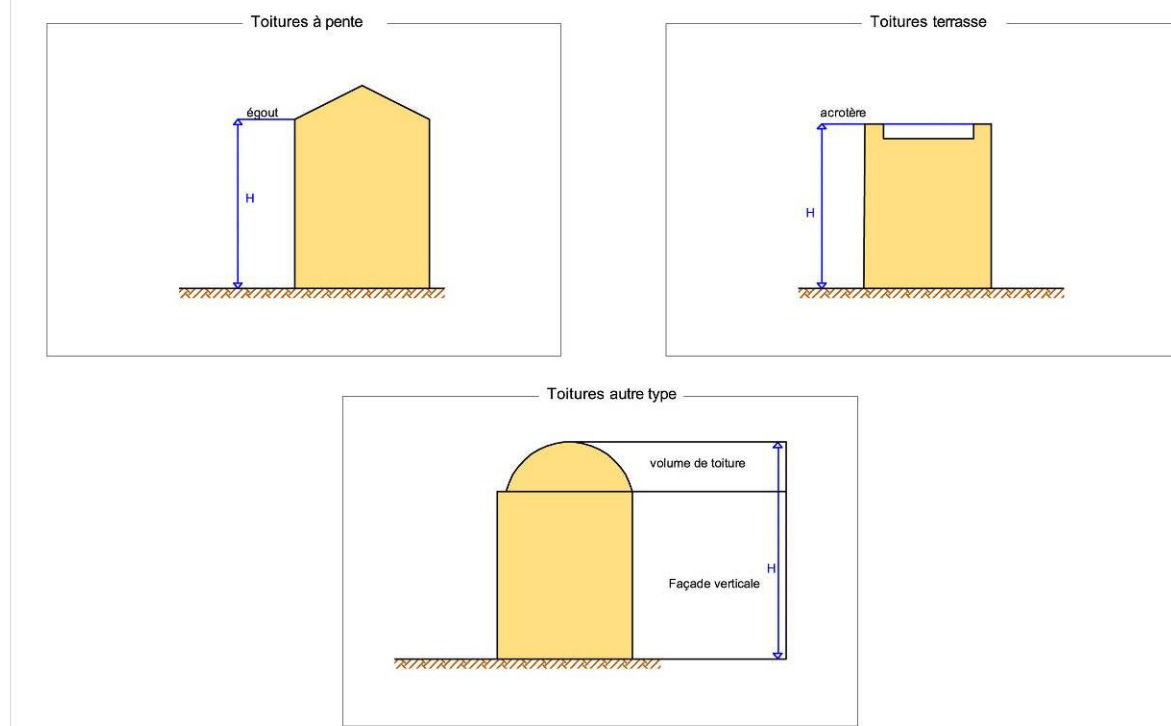 Toitures à pente
égout
H
Toitures terrasse
acrotère
H
Toitures autre type
volume de toiture
H
Façade verticale